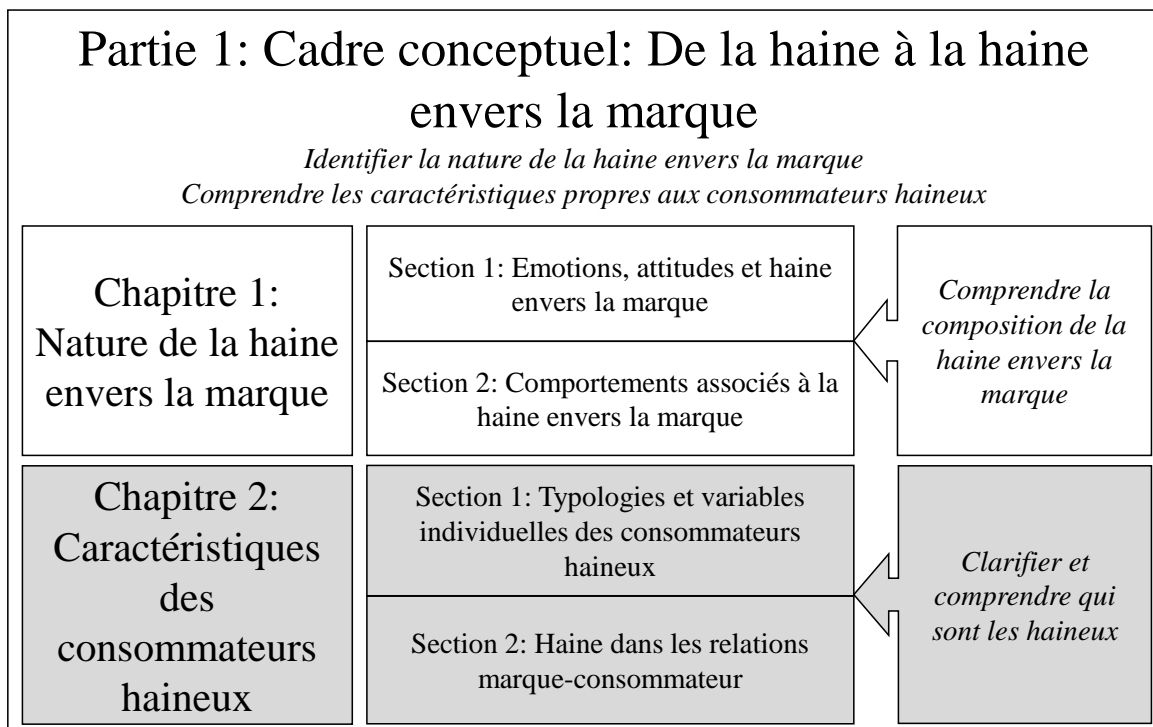 Partie 1: Cadre conceptuel: De la haine à la haine
envers la marque
Identifier la nature de la haine envers la marque
Comprendre les caractéristiques propres aux consommateurs haineux
Chapitre 1:
Nature de la haine
envers la marque
Section 1: Emotions, attitudes et haine
envers la marque
Section 2: Comportements associés à la
haine envers la marque
Comprendre la
composition de la
haine envers la
marque
Chapitre 2:
Caractéristiques
des
consommateurs
haineux
Section 1: Typologies et variables
individuelles des consommateurs
haineux
Section 2: Haine dans les relations
marque-consommateur
Clarifier et
comprendre qui
sont les haineux